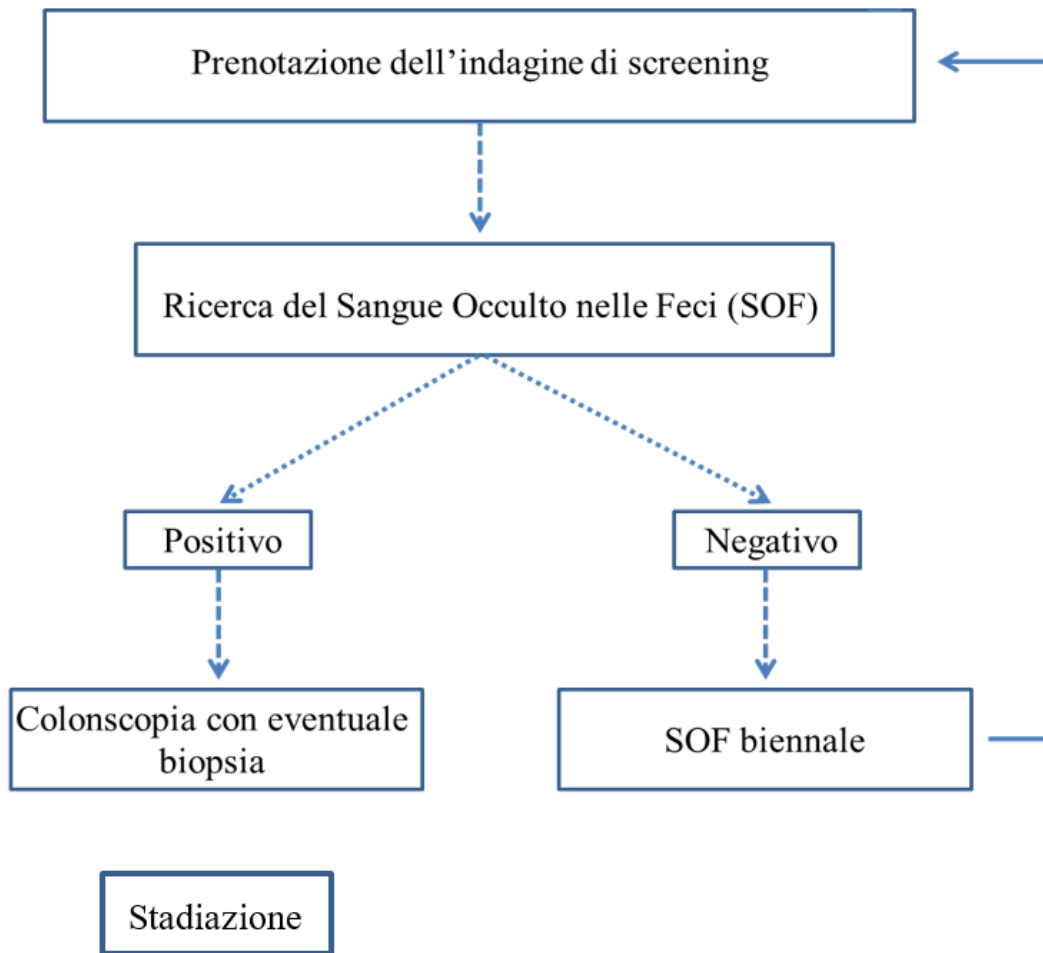 Prenotazione dell’indagine di screening
Ricerca del Sangue Occulto nelle Feci (SOF)
Positivo
Negativo
Colonscopia con eventuale
biopsia
SOF biennale
Stadiazione